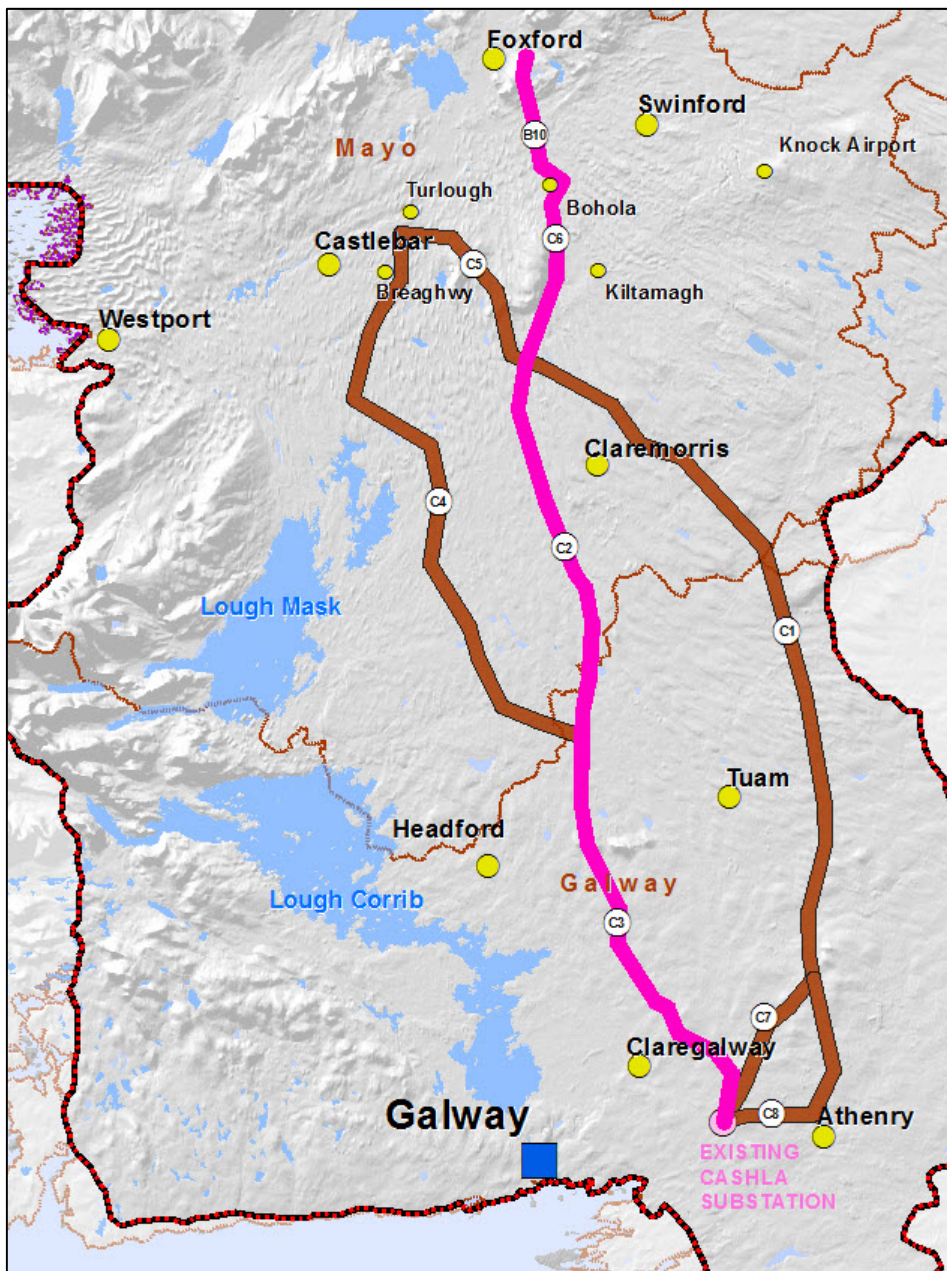 Foxford
Swinford
B10
Mayo
Knock Airport
Turlough
Bohola
Castlebar
C6
C5
Breaghwy
Kiltamagh
Westport
Claremorris
C4
C2
Lough Mask
C1
Tuam
Headford
Galway
Lough Corrib
C3
C7
Claregalway
Galway
C8
Athenry
EXISTING
CASHLA
SUBSTATION